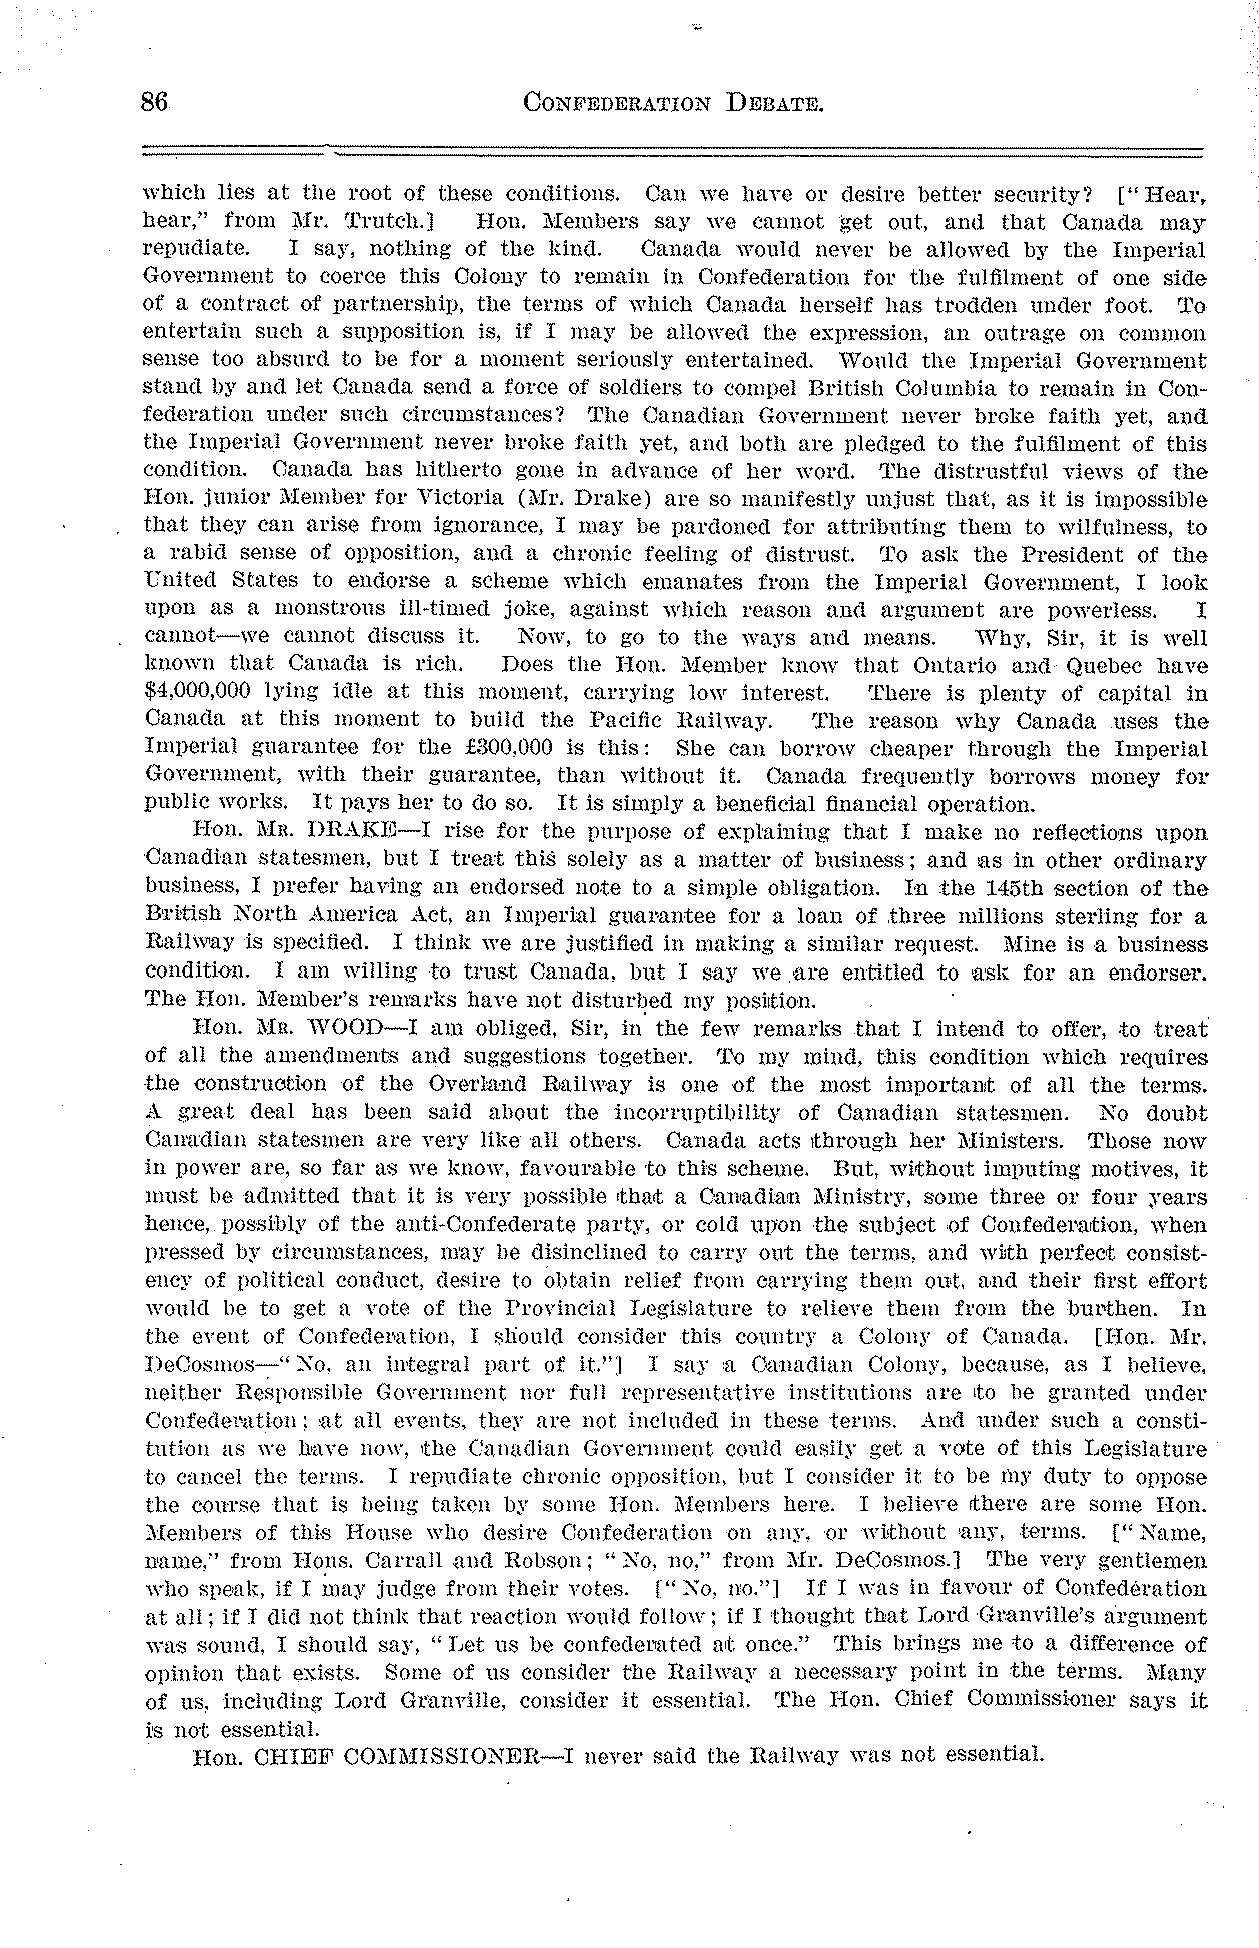 86 CONFEDERATION DEBATE.
which lies at the root of these conditions. Can we have or desire better security? [“Hear,
hear,” from Mr. Trutch.] Hon. Members say we cannot get out, and that Canada may
repudiate. I say, nothing of the kind. Canada would never be allowed by the Imperial
Government to coerce this Colony to remain in Confederation for the fulfilment of one side
of a contract of partnership, the terms of which Canada herself has trodden under foot. To
entertain such a supposition is, if I may be allowed the expression, an outrage on common
sense too absurd to be for a moment seriously entertained. Would the Imperial Government
stand by and let Canada send a force of soldiers to compel British Columbia to remain in Con-
federation under such circumstances? The Canadian Government never broke faith yet, and
the Imperial Government never broke faith yet, and both are pledged to the fulfilment of this
condition. Canada has hitherto gone in advance of her word. The distrustful views of the
Hon. junior Member for Victoria (Mr. Drake) are so manifestly unjust that, as it is impossible
that they can arise from ignorance, I may be pardoned for attributing them to wilfulness, to
a rabid sense of opposition, and a chronic feeling of distrust. To ask the President of the
United States to endorse a scheme which emanates from the Imperial Government, I look
upon as a monstrous ill-timed joke, against which reason and argument are powerless. I
cannot—we cannot discuss it. Now, to go to the ways and means. Why, Sir, it is well
known that Canada is rich. Does the Hon. Member know that Ontario and Quebec have
$4,000,000 lying idle at this moment, carrying low interest. There is plenty of capital in
Canada at this moment to build the Pacific Railway. The reason why Canada uses the
Imperial guarantee for the £300,000 is this: She can borrow cheaper through the Imperial
Government, with their guarantee, than without it. Canada frequently borrows money for
public works. It pays her to do so. It is simply a beneficial financial operation.
Hon. MR. DRAKE—I rise for the purpose of explaining that I make no reflections upon
Canadian statesmen, but I treat this solely as a matter of business; and as in other ordinary
business, I prefer having an endorsed note to a simple obligation. In the 145th section of the
British North America Act, an Imperial guarantee for a loan of three millions sterling for a
Railway is specified. I think we are justified in making a similar request. Mine is a business
condition. I am willing to trust Canada, but I say we are entitled to ask for an endorser.
The Hon. Member's remarks have not disturbed my position.
Hon. MR. WOOD—I am obliged, Sir, in the few remarks that I intend to offer, to treat
of all the amendments and suggestions together. To my mind, this condition which requires
the construction of the Overland Railway is one of the most important of all the terms.
A great deal has been said about the incorruptibility of Canadian statesmen. No doubt
Canadian statesmen are very like all others. Canada acts through her Ministers. Those now
in power are, so far as we know, favourable to this scheme. But, without imputing motives, it
must be admitted that it is very possible that a Canadian Ministry, some three or four years
hence, possibly of the anti-Confederate party, or cold upon the subject of Confederation, when
pressed by circumstances, may be disinclined to carry out the terms, and with perfect consist-
ency of political conduct, desire to obtain relief from carrying them out, and their first effort
would be to get a vote of the Provincial Legislature to relieve them from the burthen. In
the event of Confederation, I should consider this country a Colony of Canada. [Hon. Mr.
DeCosmos—“No, an integral part of it.”] I say a Canadian Colony, because, as I believe,
neither Responsible Government nor full representative institutions are to be granted under
Confederation; at all events, they are not included in these terms. And under such a consti-
tution as we have now, the Canadian Government could easily get a vote of this Legislature
to cancel the terms. I repudiate chronic opposition, but I consider it to be my duty to oppose
the course that is being taken by some Hon. Members here. I believe there are some Hon.
Members of this House who desire Confederation on any, or without any, terms. [“Name,
name,” from Hons. Carrall and Robson; “No, no,” from Mr. DeCosmos.] The very gentlemen
who speak, if I may judge from their votes. [“No, no.”] If I was in favour of Confederation
at all; if I did not think that reaction would follow; if I thought that Lord Granville's argument
was sound, I should say, “Let us be confederated at once.” This brings me to a difference of
opinion that exists. Some of us consider the Railway a necessary point in the terms. Many
of us, including Lord Granville, consider it essential. The Hon. Chief Commissioner says it
is not essential.
Hon. CHIEF COMMISSIONER—I never said the Railway was not essential.